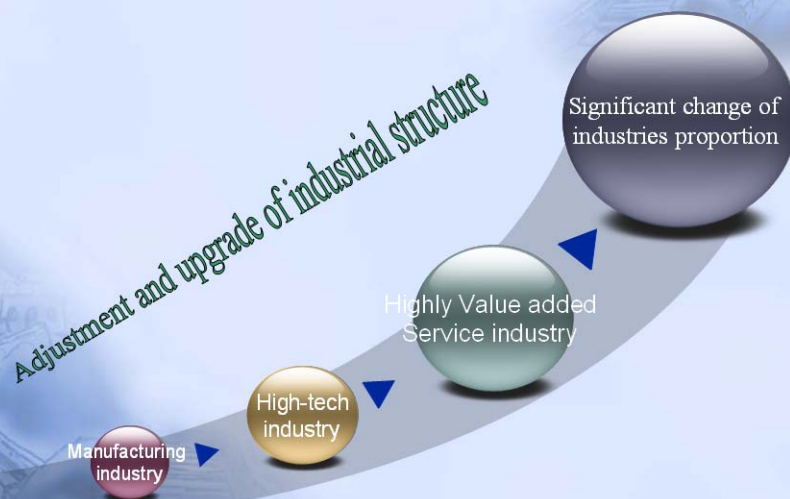 Adjustment and upgrade of industrial structure
Significant change of
industries proportion
Highly Value added
Service industry
High-tech
industry
Manufacturing
industry